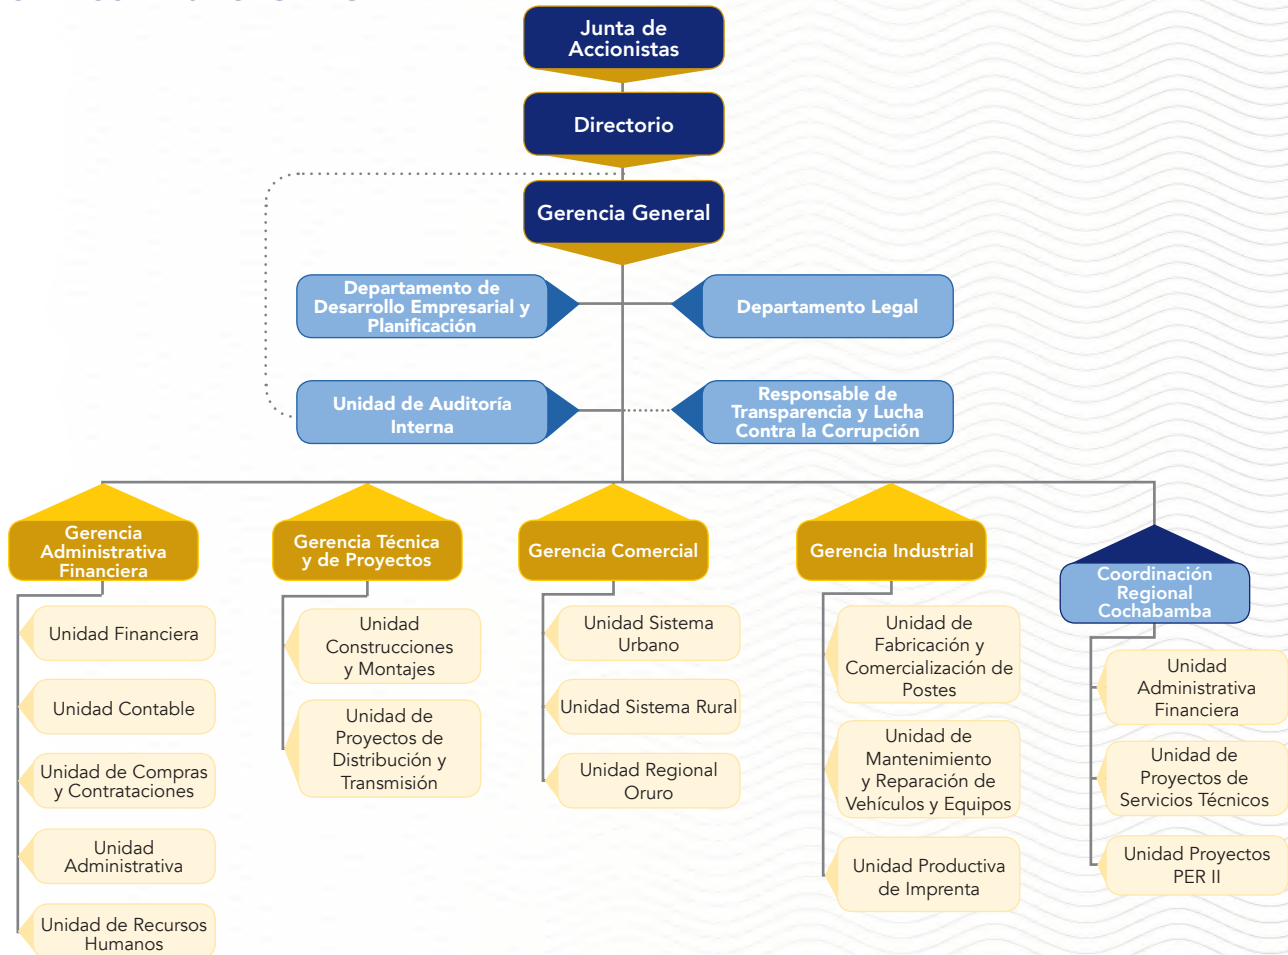 Junta de
Accionistas
Directorio
Gerencia General
Departamento de
Desarrollo Empresarial y
Planificación
Departamento Legal
Unidad de Auditoría
Interna
Responsable de
Transparencia y Lucha
Contra la Corrupción
Gerencia
Administrativa
Financiera
Unidad Financiera
Unidad Contable
Unidad de Compras
y Contrataciones
Unidad
Administrativa
Unidad de Recursos
Humanos
Gerencia Técnica
y de Proyectos
Unidad
Construcciones
y Montajes
Unidad de
Proyectos de
Distribución y
Transmisión
Gerencia Comercial
Unidad Sistema
Urbano
Unidad Sistema Rural
Unidad Regional
Oruro
Gerencia Industrial
Unidad de
Fabricación y
Comercialización de
Postes
Unidad de
Mantenimiento
y Reparación de
Vehículos y Equipos
Unidad Productiva
de Imprenta
Coordinación
Regional
Cochabamba
Unidad
Administrativa
Financiera
Unidad de
Proyectos de
Servicios Técnicos
Unidad Proyectos
PER II